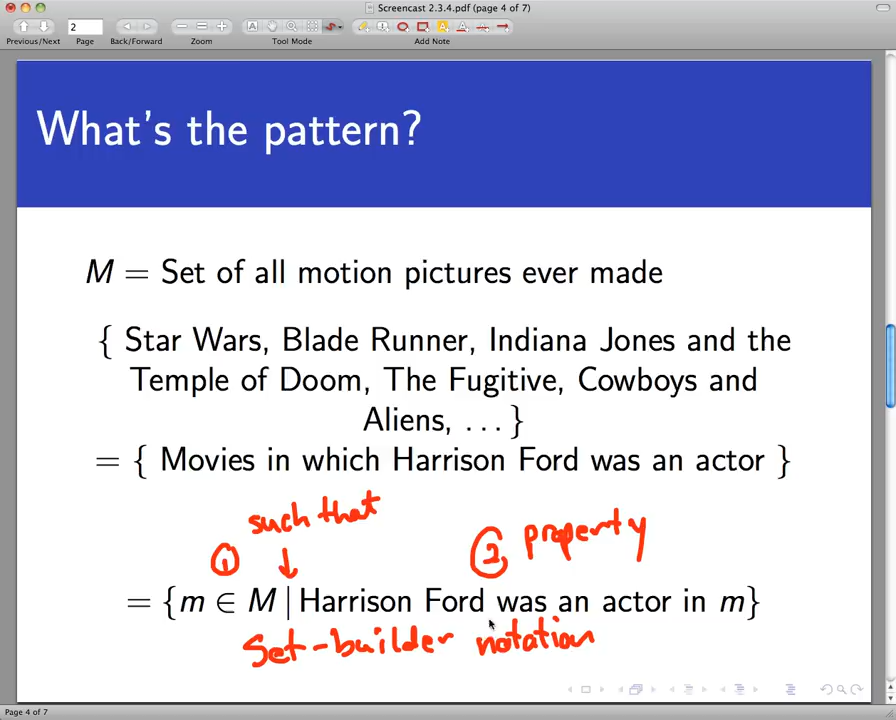 Screencast 2.3.4.pdf (page 4 of 7)
2
Previous/Next Page Back/Forward Zoom Tool Mode Add Note
What's the pattern?
M = Set of all motion pictures ever made
{ Star Wars, Blade Runner, Indiana Jones and the
Temple of Doom, The Fugitive, Cowboys and
Aliens, ...}
= { Movies in which Harrison Ford was an actor }
such that
① ↓ ② property
= {m ∈ M | Harrison Ford was an actor in m}
Set-builder notation
Page 4 of 7